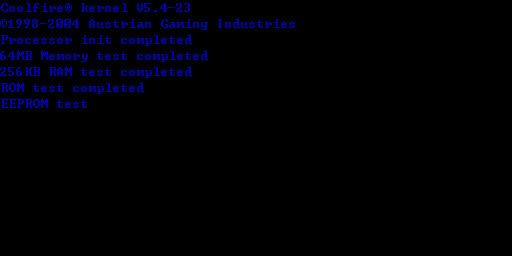 Coolfire® kernel V5.4-23
©1998-2004 Austrian Gaming Industries
Processor init completed
64MB Memory test completed
256KB RAM test completed
ROM test completed
EEPROM test